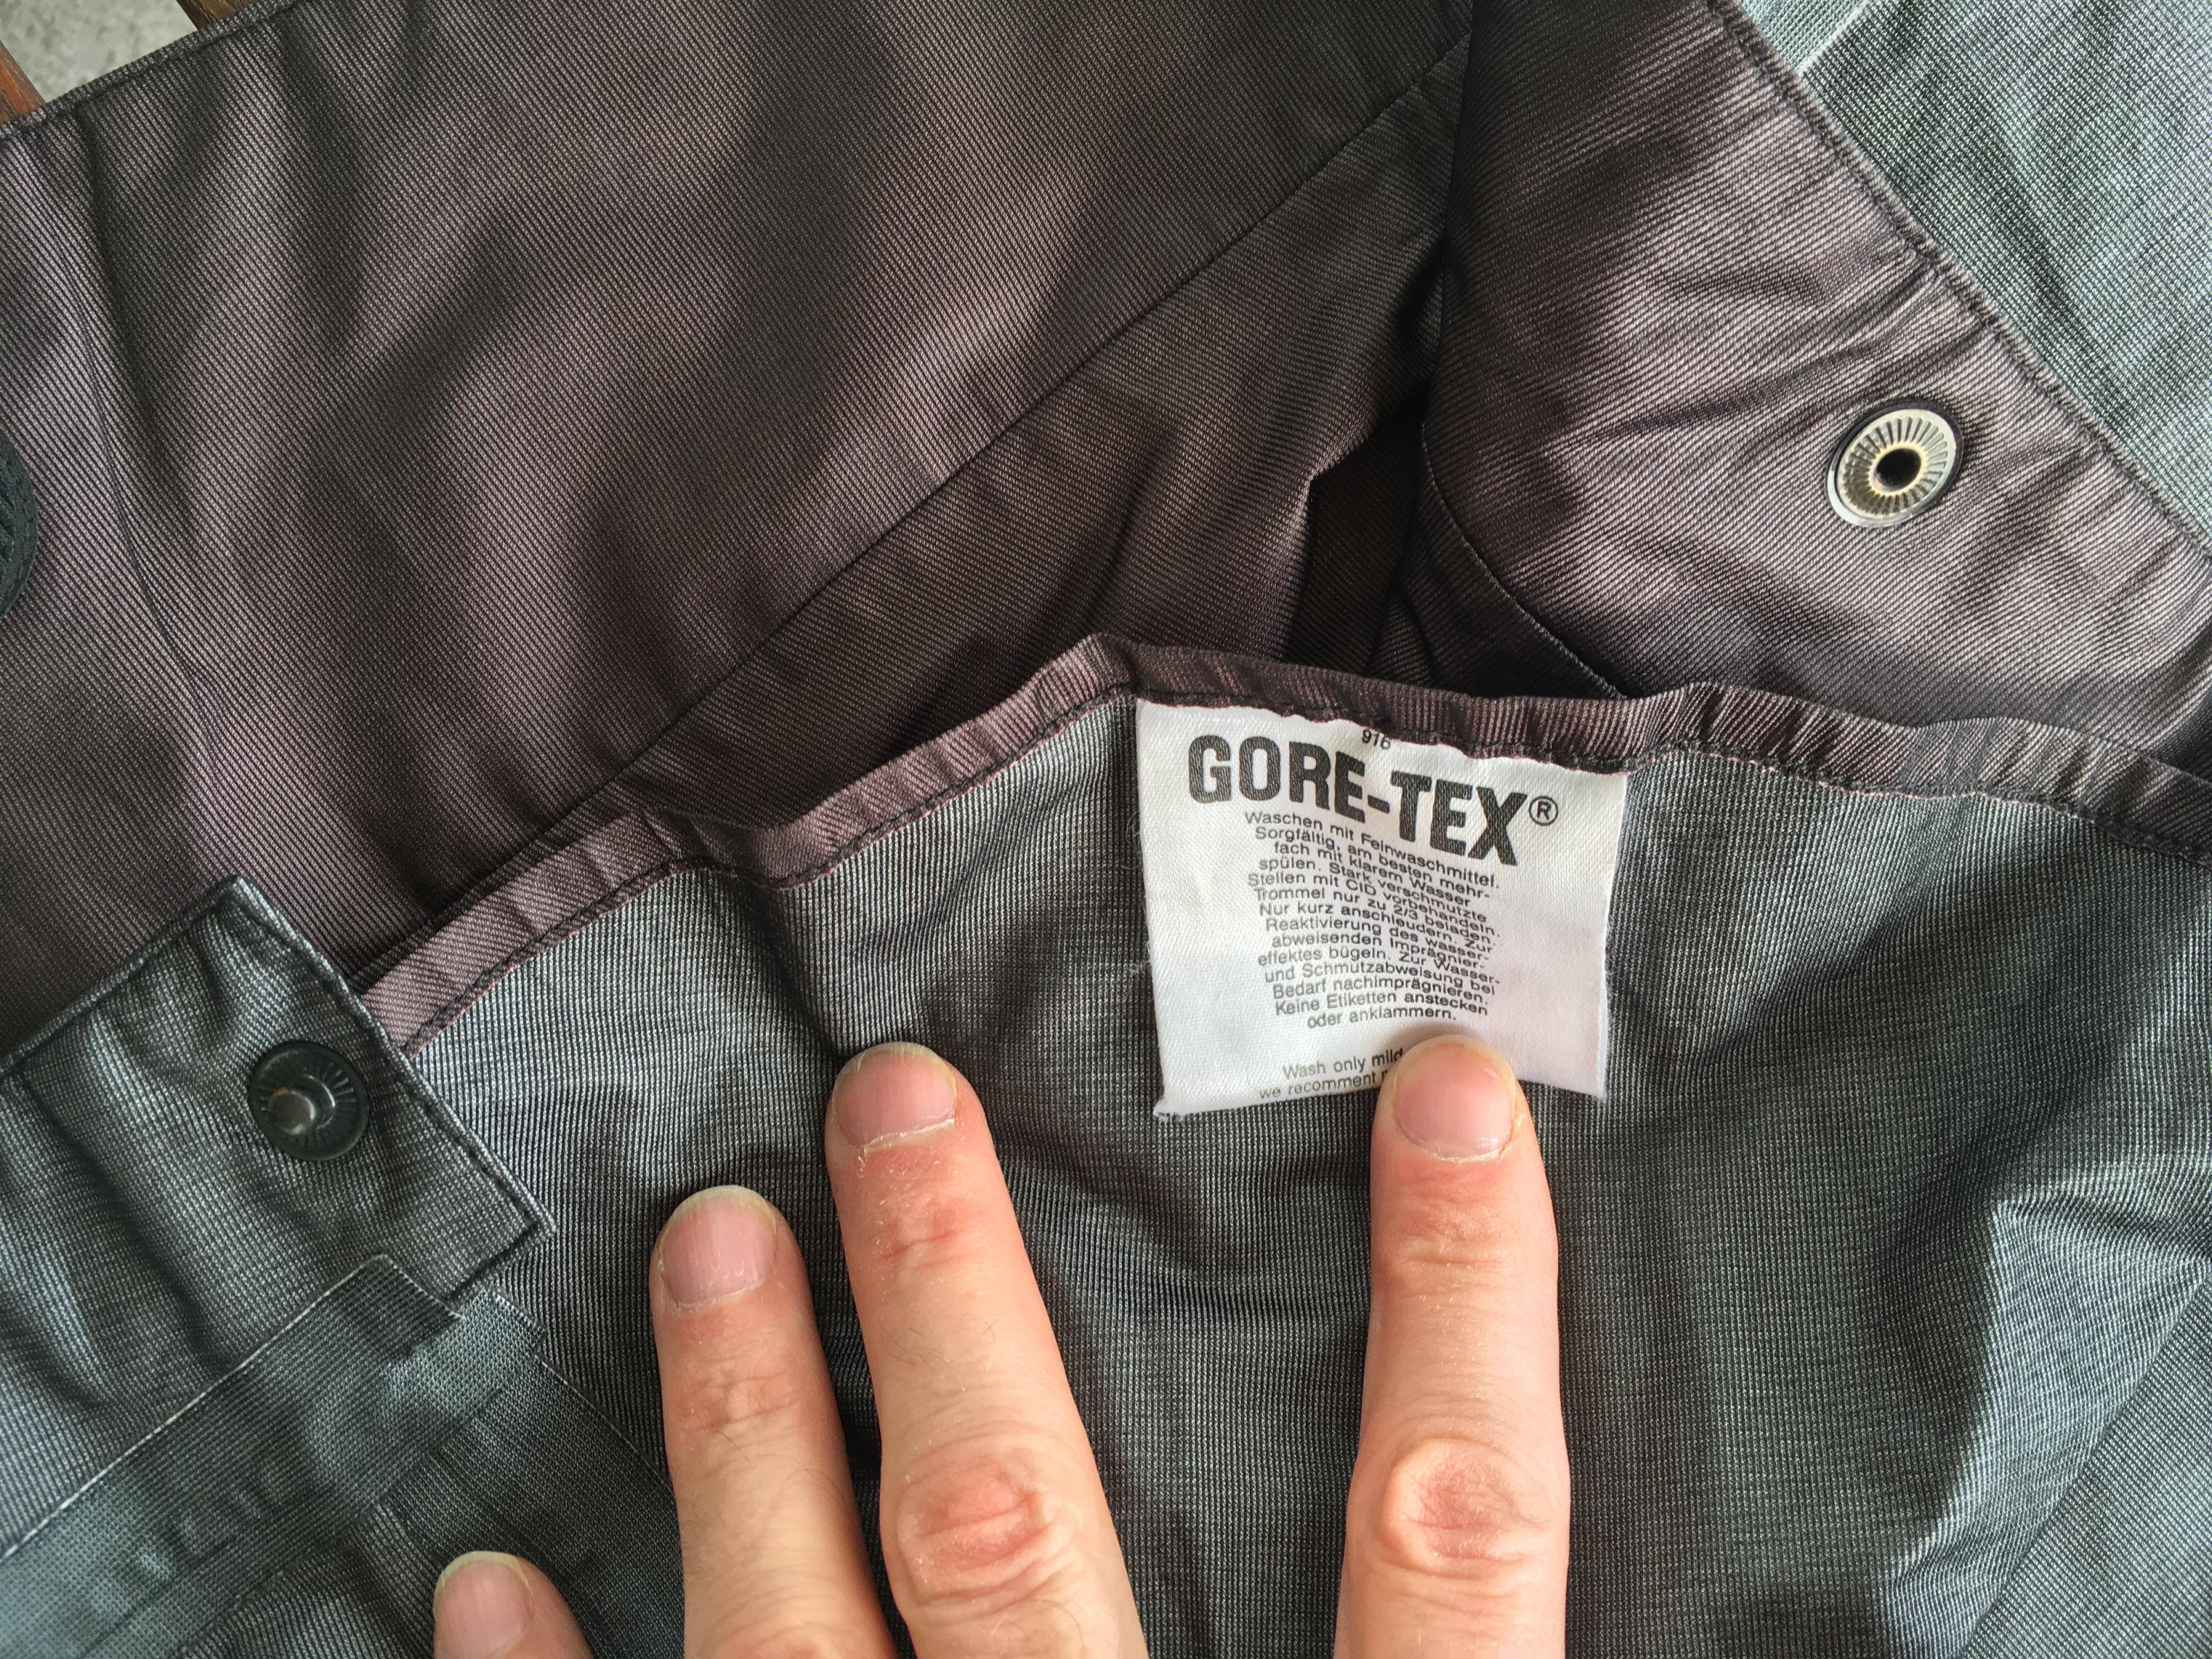 916
GORE-TEX®
Waschen mit Feinwaschmittel.
Sorgfältig, am besten mehr-
fach mit klarem Wasser
spülen. Stark verschmutzte
Stellen mit CID vorbehandeln.
Trommel nur zu 2/3 beladen.
Nur kurz anschleudern. Zur
Reaktivierung des wasser-
abweisenden Imprägnier-
effektes bügeln. Zur Wasser-
und Schmutzabweisung bei
Bedarf nachimprägnieren.
Keine Etiketten anstecken
oder anklammern.
Wash only mild
we recomment